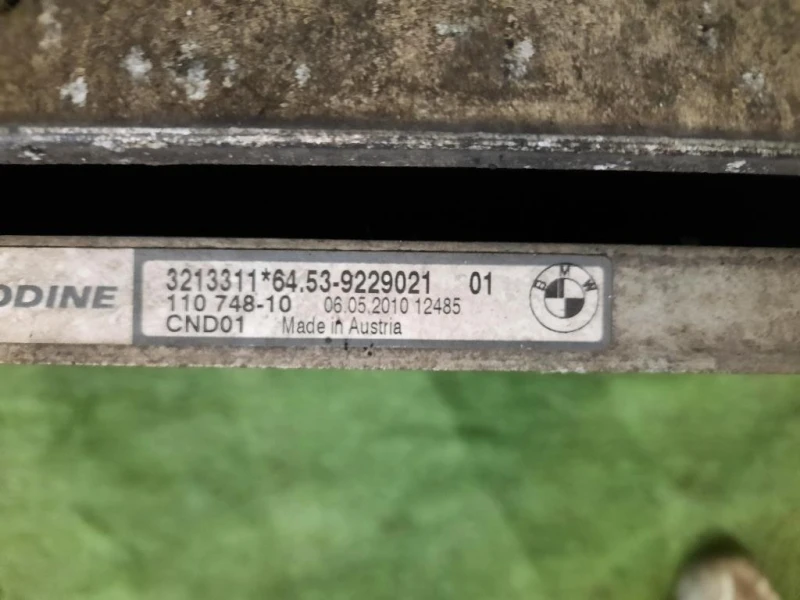 ODINE
3213311*64.53-9229021 01
110 748-10 06.05.2010 12485
CND01 Made in Austria
BMW